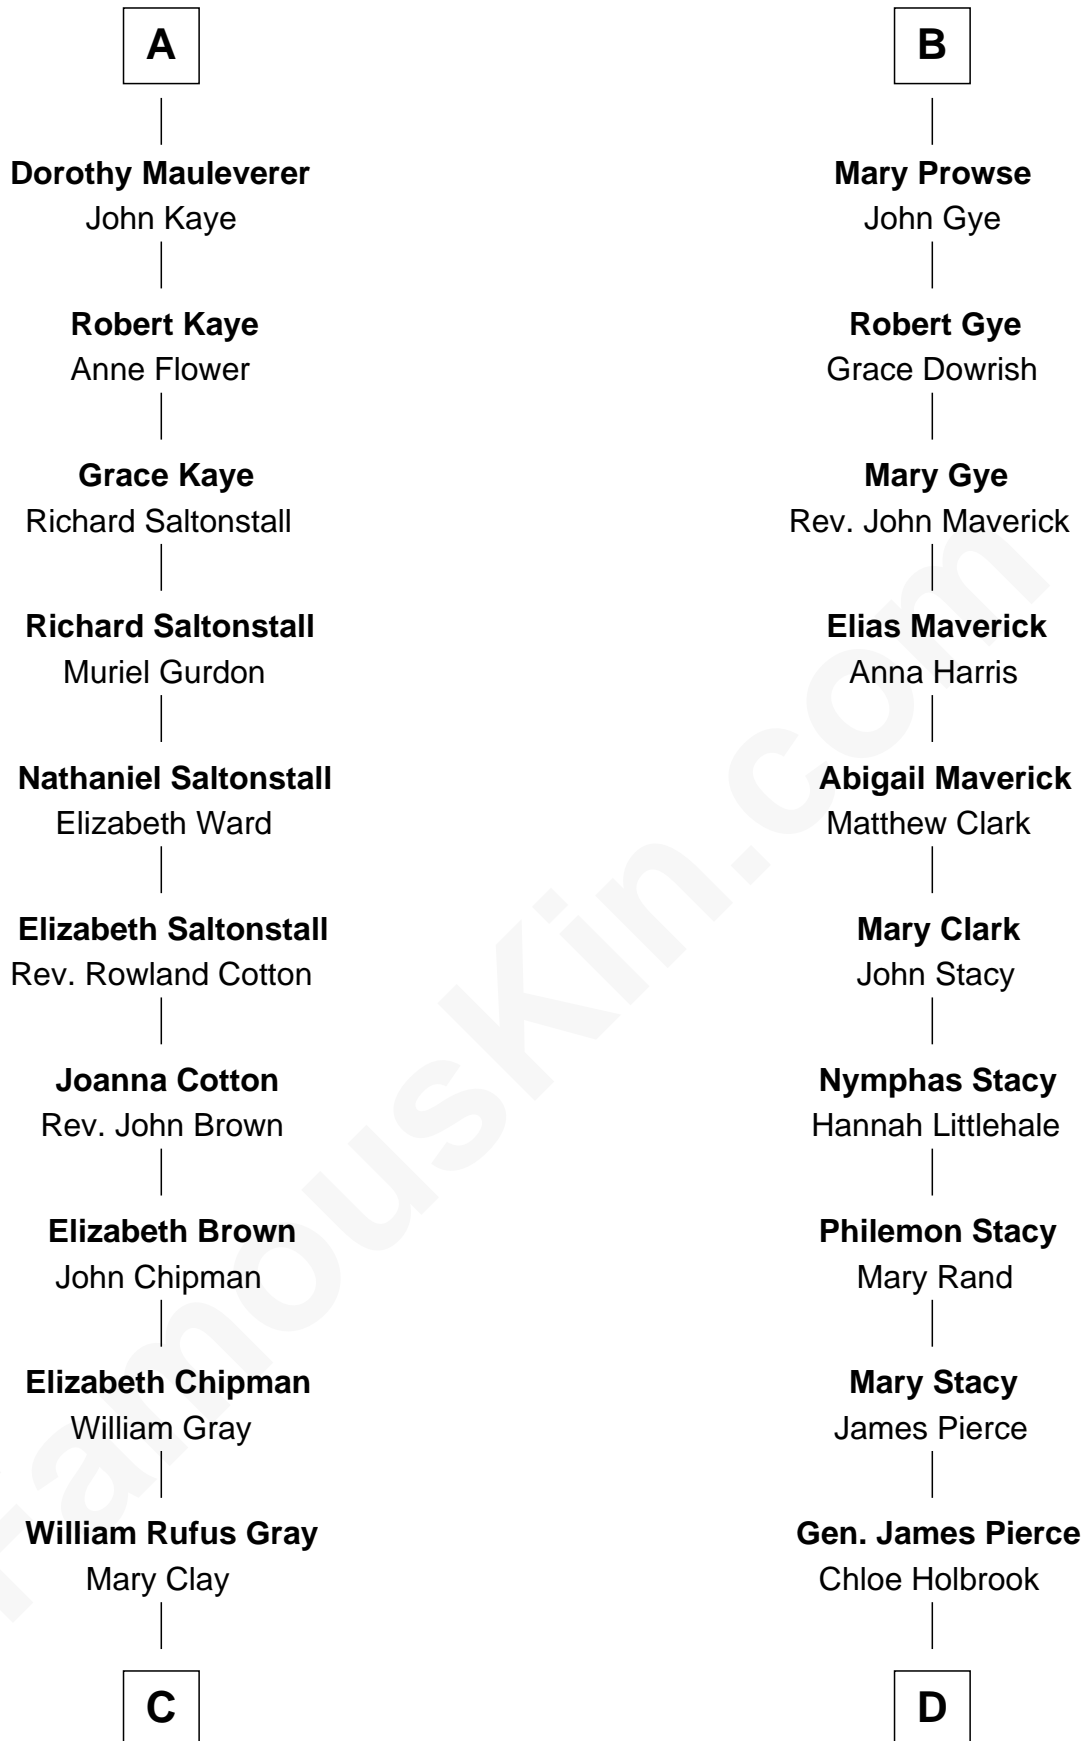 A
Dorothy Mauleverer
John Kaye
Robert Kaye
Anne Flower
Grace Kaye
Richard Saltonstall
Richard Saltonstall
Muriel Gurdon
Nathaniel Saltonstall
Elizabeth Ward
Elizabeth Saltonstall
Rev. Rowland Cotton
Joanna Cotton
Rev. John Brown
Elizabeth Brown
John Chipman
Elizabeth Chipman
William Gray
William Rufus Gray
Mary Clay
C
B
Mary Prowse
John Gye
Robert Gye
Grace Dowrish
Mary Gye
Rev. John Maverick
Elias Maverick
Anna Harris
Abigail Maverick
Matthew Clark
Mary Clark
John Stacy
Nymphas Stacy
Hannah Littlehale
Philemon Stacy
Mary Rand
Mary Stacy
James Pierce
Gen. James Pierce
Chloe Holbrook
D
FamousKin.com